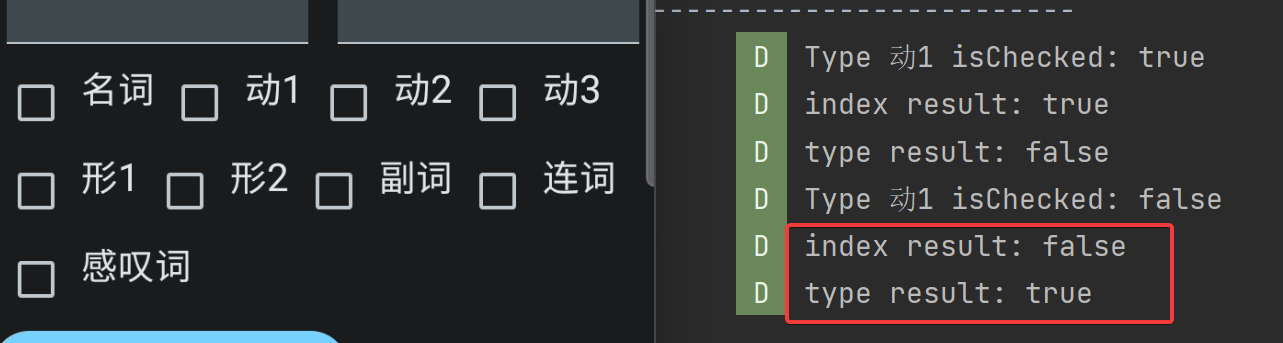 名词 动1 动2 动3
形1 形2 副词 连词
感叹词
--------------------------
D Type 动1 isChecked: true
D index result: true
D type result: false
D Type 动1 isChecked: false
D index result: false
D type result: true